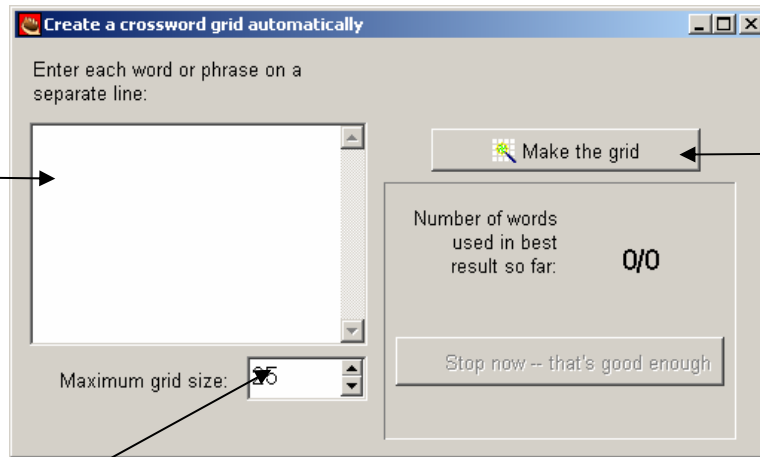 Create a crossword grid automatically
Enter each word or phrase on a
separate line:
Make the grid
Number of words
used in best
result so far:
0/0
Stop now -- that's good enough
Maximum grid size:
25